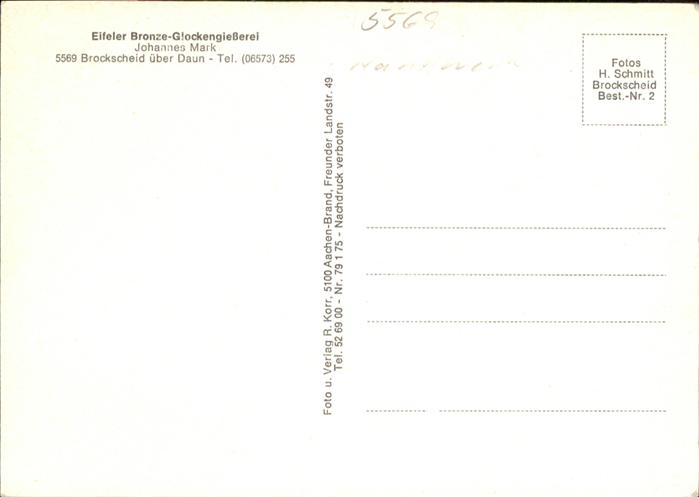 Eifeler Bronze-Glockengießerei
Johannes Mark
5569 Brockscheid über Daun - Tel. (06573) 255
5569
Foto u. Verlag R. Korr, 5100 Aachen-Brand, Freunder Landstr. 49
Tel. 52 69 00 - Nr. 79 1 75 - Nachdruck verboten
Fotos
H. Schmitt
Brockscheid
Best.-Nr. 2